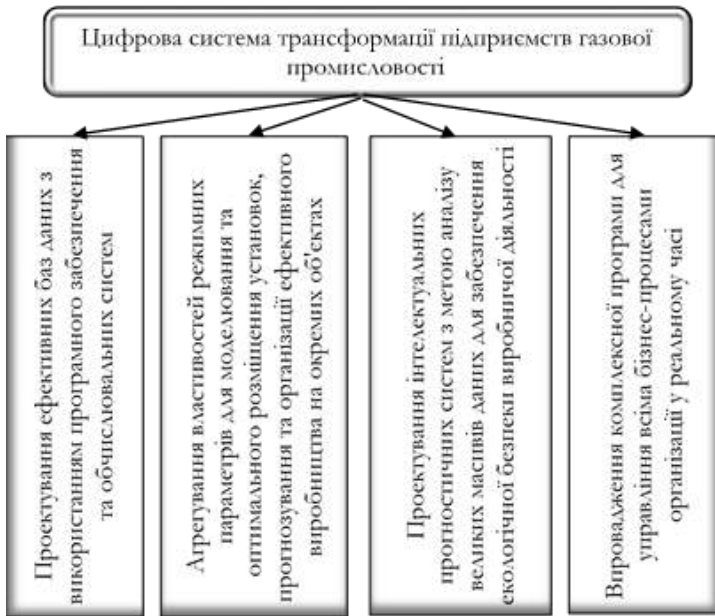 Цифрова система трансформації підприємств газової
промисловості
Проектування ефективних баз даних з
використанням програмного забезпечення
та обчислювальних систем
Агрегування властивостей режимних
параметрів для моделювання та
оптимального розміщення установок,
прогнозування та організації ефективного
виробництва на окремих об'єктах
Проектування інтелектуальних
прогностичних систем з метою аналізу
великих масивів даних для забезпечення
екологічної безпеки виробничої діяльності
Впровадження комплексної програми для
управління всіма бізнес-процесами
організації у реальному часі